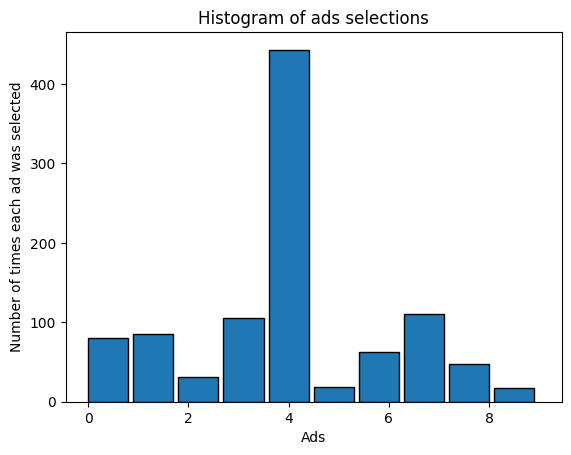 Histogram of ads selections
Number of times each ad was selected
400
300
200
100
0
0 2 4 6 8
Ads